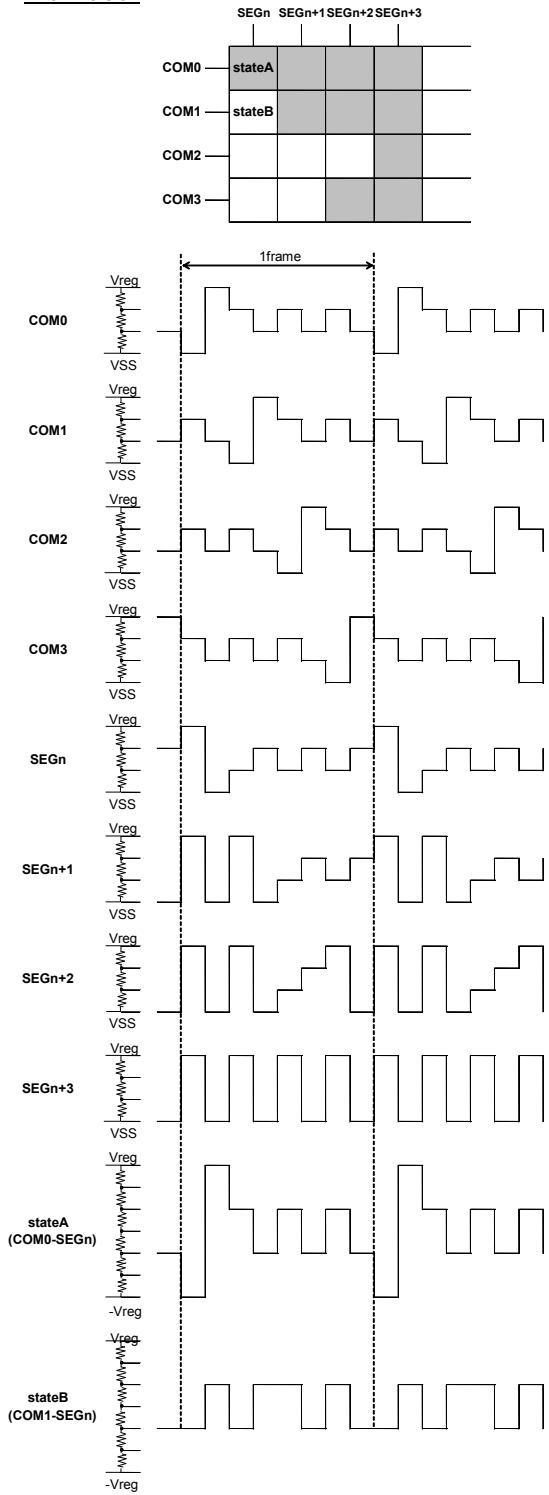 SEGn SEGn+1 SEGn+2 SEGn+3
COM0 stateA
COM1 stateB
COM2
COM3
1frame
Vreg
COM0
VSS
Vreg
COM1
VSS
Vreg
COM2
VSS
Vreg
COM3
VSS
Vreg
SEGn
VSS
Vreg
SEGn+1
VSS
Vreg
SEGn+2
VSS
Vreg
SEGn+3
VSS
Vreg
stateA
(COM0-SEGn)
-Vreg
Vreg
stateB
(COM1-SEGn)
-Vreg